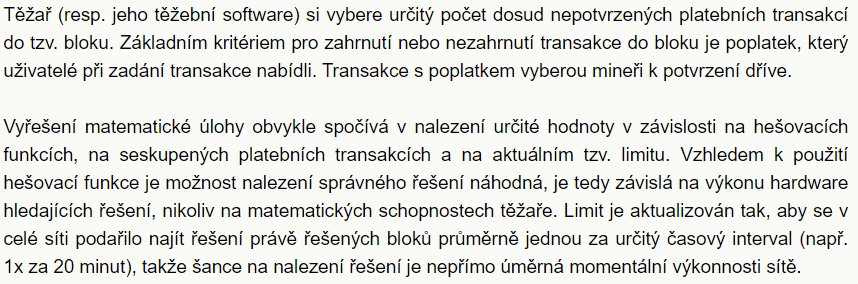 Těžař (resp. jeho těžební software) si vybere určitý počet dosud nepotvrzených platebních transakcí
do tzv. bloku. Základním kritériem pro zahrnutí nebo nezahrnutí transakce do bloku je poplatek, který
uživatelé při zadání transakce nabídli. Transakce s poplatkem vyberou mineři k potvrzení dříve.
Vyřešení matematické úlohy obvykle spočívá v nalezení určité hodnoty v závislosti na hešovacích
funkcích, na seskupených platebních transakcích a na aktuálním tzv. limitu. Vzhledem k použití
hešovací funkce je možnost nalezení správného řešení náhodná, je tedy závislá na výkonu hardware
hledajících řešení, nikoliv na matematických schopnostech těžaře. Limit je aktualizován tak, aby se v
celé síti podařilo najít řešení právě řešených bloků průměrně jednou za určitý časový interval (např.
1x za 20 minut), takže šance na nalezení řešení je nepřímo úměrná momentální výkonnosti sítě.